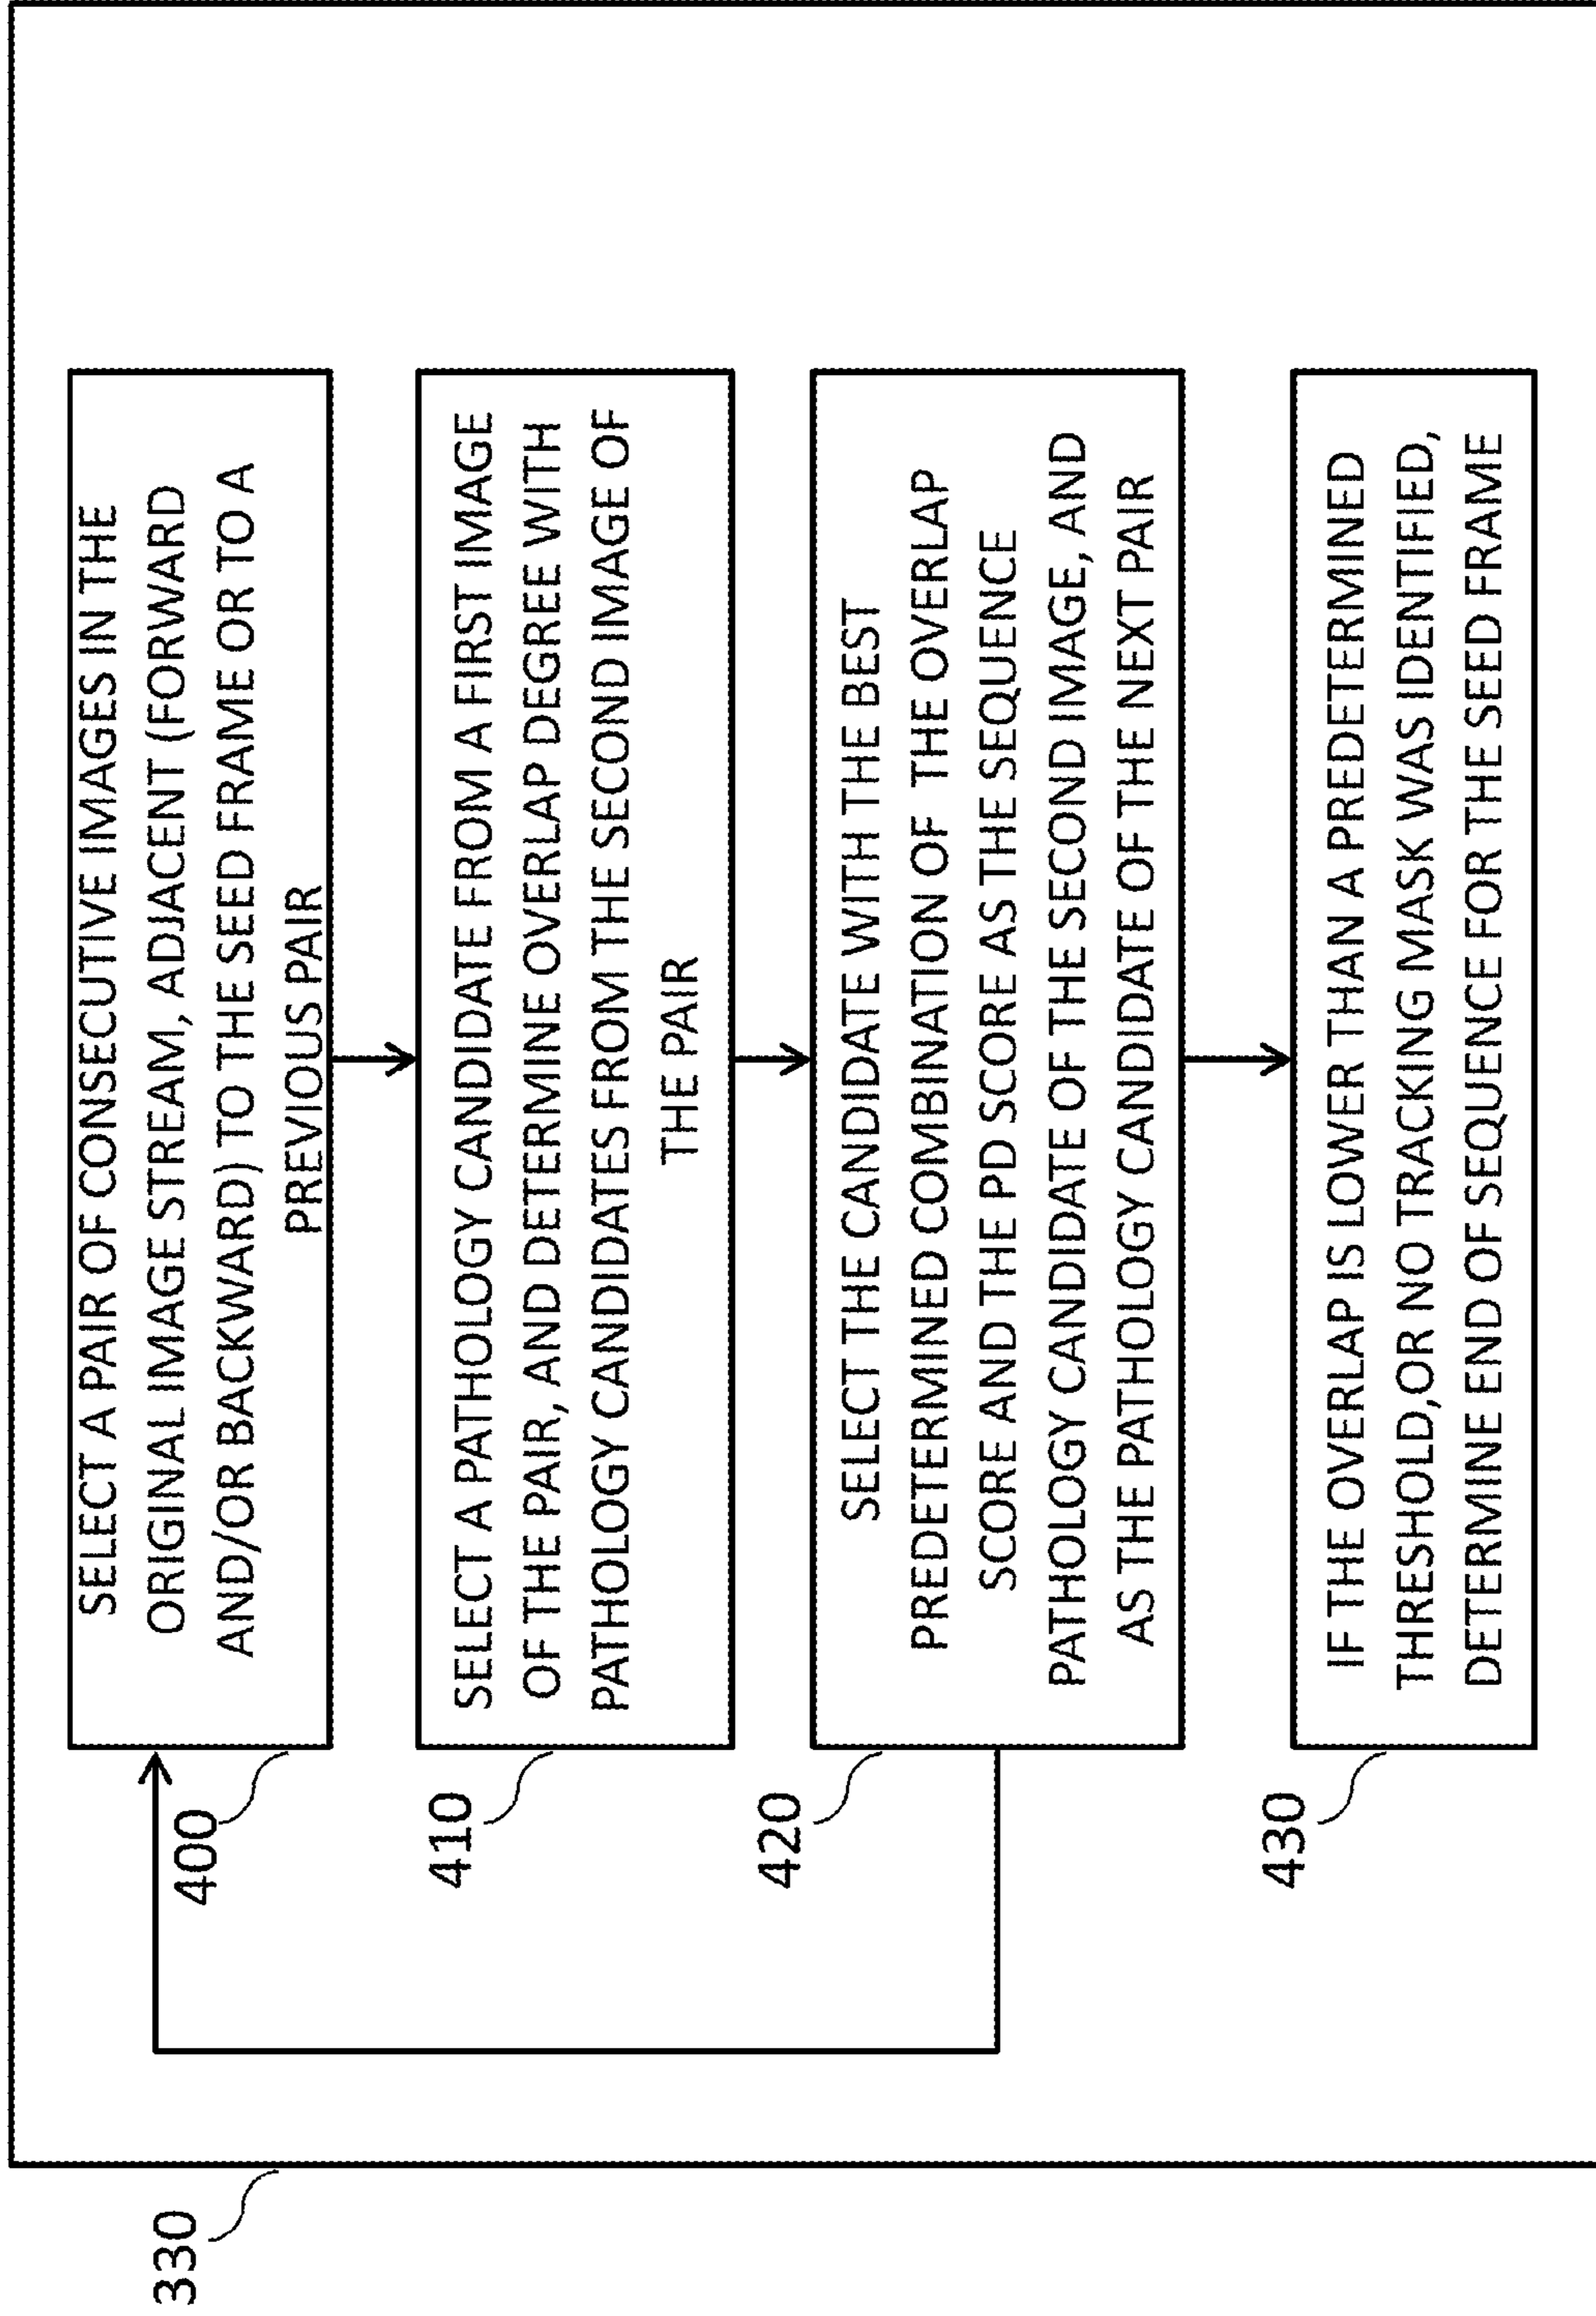 330
400
SELECT A PAIR OF CONSECUTIVE IMAGES IN THE
ORIGINAL IMAGE STREAM, ADJACENT (FORWARD
AND/OR BACKWARD) TO THE SEED FRAME OR TO A
PREVIOUS PAIR
410
SELECT A PATHOLOGY CANDIDATE FROM A FIRST IMAGE
OF THE PAIR, AND DETERMINE OVERLAP DEGREE WITH
PATHOLOGY CANDIDATES FROM THE SECOND IMAGE OF
THE PAIR
420
SELECT THE CANDIDATE WITH THE BEST
PREDETERMINED COMBINATION OF THE OVERLAP
SCORE AND THE PD SCORE AS THE SEQUENCE
PATHOLOGY CANDIDATE OF THE SECOND IMAGE, AND
AS THE PATHOLOGY CANDIDATE OF THE NEXT PAIR
430
IF THE OVERLAP IS LOWER THAN A PREDETERMINED
THRESHOLD,OR NO TRACKING MASK WAS IDENTIFIED,
DETERMINE END OF SEQUENCE FOR THE SEED FRAME